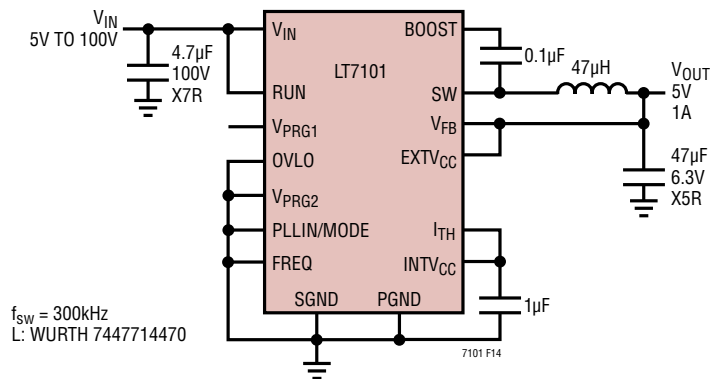 VIN
5V TO 100V
4.7µF
100V
X7R
VIN
RUN
VPRG1
OVLO
VPRG2
PLLIN/MODE
FREQ
LT7101
SGND
PGND
BOOST
SW
VFB
EXTVCC
ITH
INTVCC
0.1µF
47µH
VOUT
5V
1A
47µF
6.3V
X5R
1µF
fSW = 300kHz
L: WURTH 7447714470
7101 F14